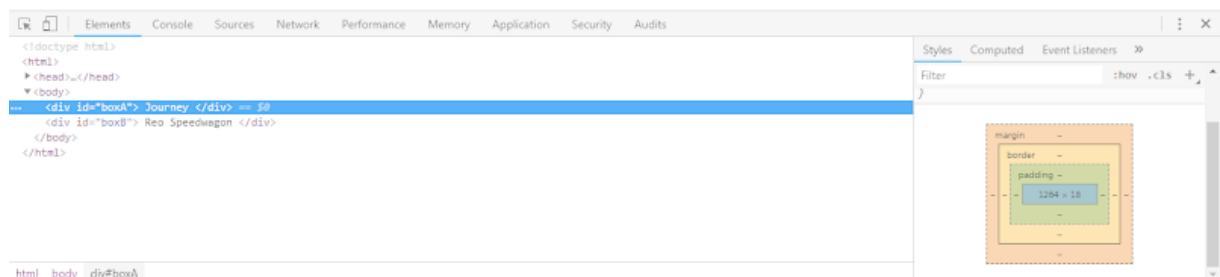 Elements Console Sources Network Performance Memory Application Security Audits
<!doctype html>
<html>
<head>…</head>
<body>
... <div id="boxA"> Journey </div> == $0
<div id="boxB"> Reo Speedwagon </div>
</body>
</html>
html body div#boxA
Styles Computed Event Listeners »
Filter :hov .cls +
}
margin –
border –
padding –
– – – 1264 × 18 – – –
–
–
–